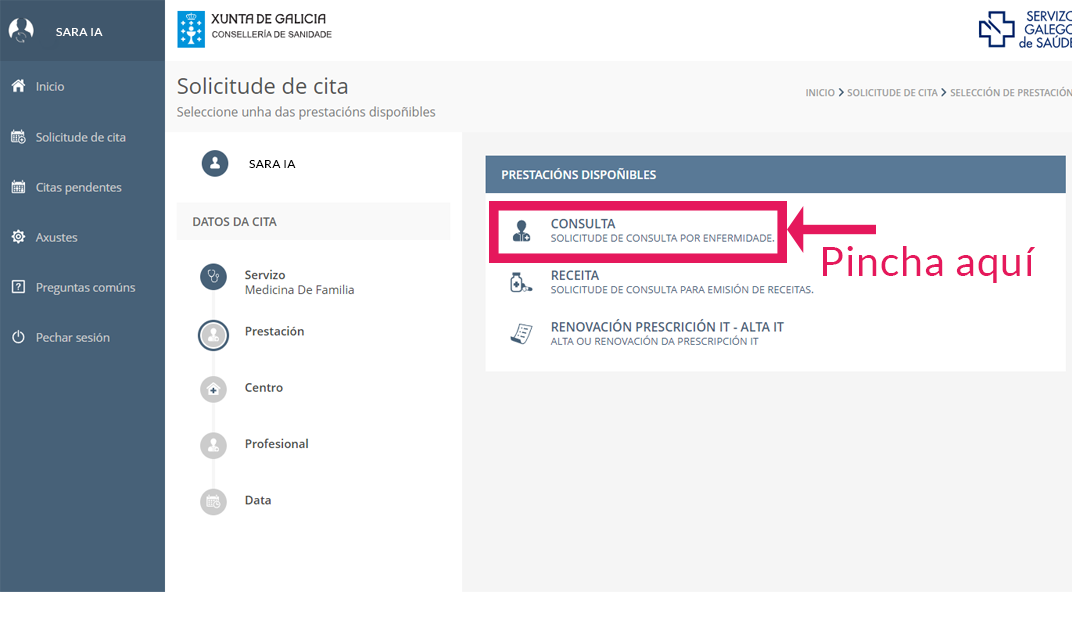 SARA IA
Inicio
Solicitude de cita
Citas pendentes
Axustes
Preguntas comúns
Pechar sesión
XUNTA DE GALICIA
CONSELLERÍA DE SANIDADE
SERVIZO
GALEGO
de SAÚDE
Solicitude de cita
Seleccione unha das prestacións dispoñibles
INICIO > SOLICITUDE DE CITA > SELECCIÓN DE PRESTACIÓN
SARA IA
DATOS DA CITA
Servizo
Medicina De Familia
Prestación
Centro
Profesional
Data
PRESTACIÓNS DISPOÑIBLES
CONSULTA
SOLICITUDE DE CONSULTA POR ENFERMIDADE.
RECEITA
SOLICITUDE DE CONSULTA PARA EMISIÓN DE RECEITAS.
RENOVACIÓN PRESCRICIÓN IT - ALTA IT
ALTA OU RENOVACIÓN DA PRESCRIPCIÓN IT
Pincha aquí